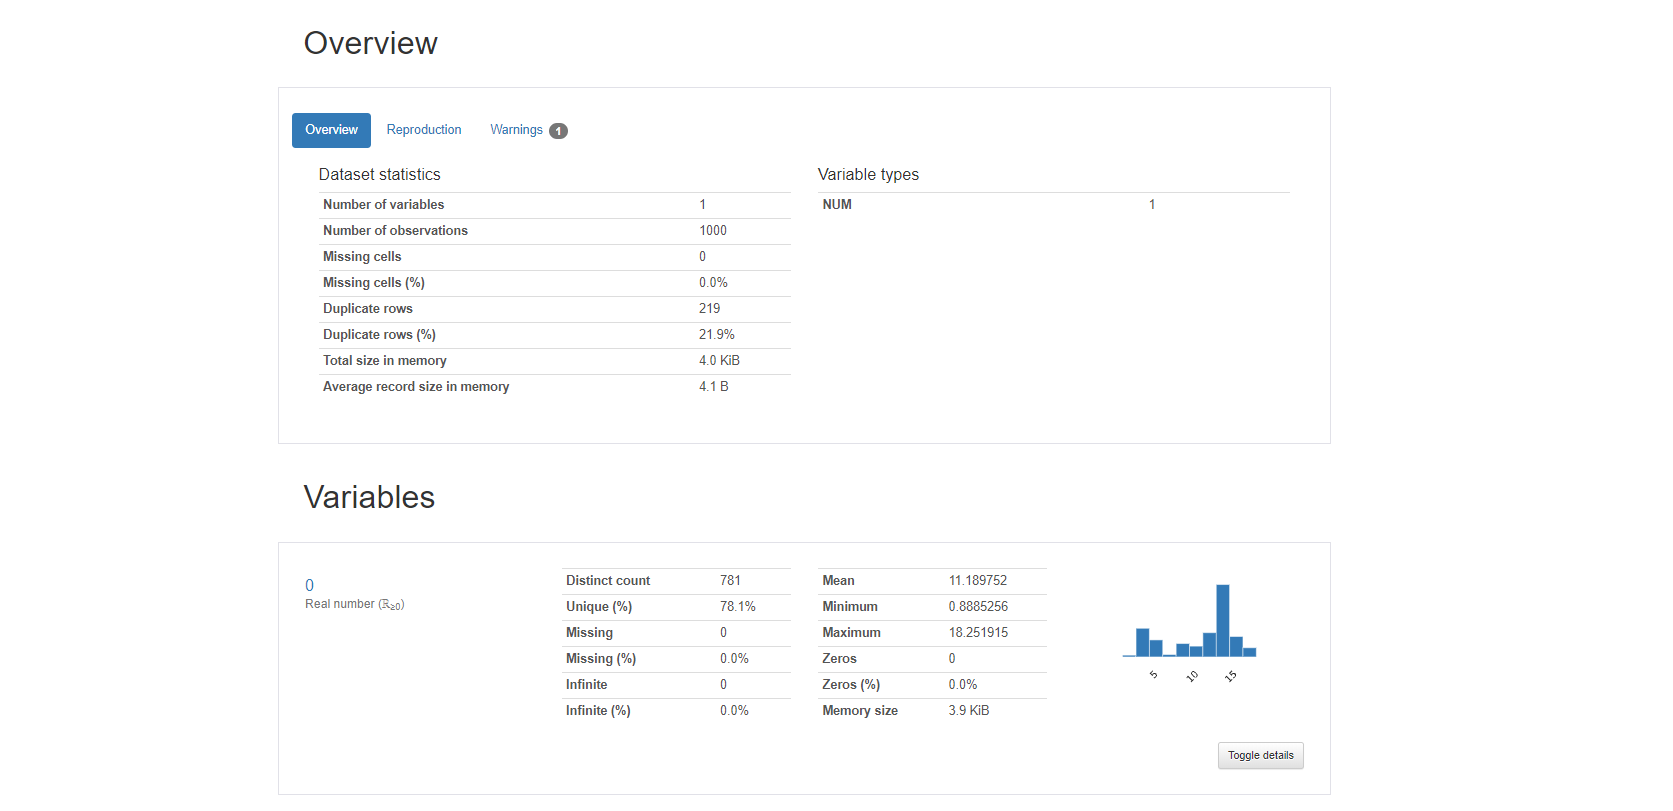 Overview
Overview Reproduction Warnings 1
Dataset statistics
Number of variables 1
Number of observations 1000
Missing cells 0
Missing cells (%) 0.0%
Duplicate rows 219
Duplicate rows (%) 21.9%
Total size in memory 4.0 KiB
Average record size in memory 4.1 B
Variable types
NUM 1
Variables
0
Real number (ℝ≥0)
Distinct count 781
Unique (%) 78.1%
Missing 0
Missing (%) 0.0%
Infinite 0
Infinite (%) 0.0%
Mean 11.189752
Minimum 0.8885256
Maximum 18.251915
Zeros 0
Zeros (%) 0.0%
Memory size 3.9 KiB
5 10 15
Toggle details